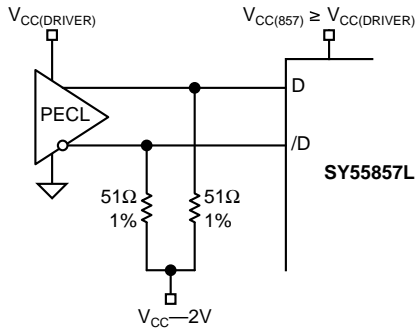 VCC(DRIVER)
VCC(857) ≥ VCC(DRIVER)
PECL
D
/D
SY55857L
51Ω
1%
51Ω
1%
VCC—2V